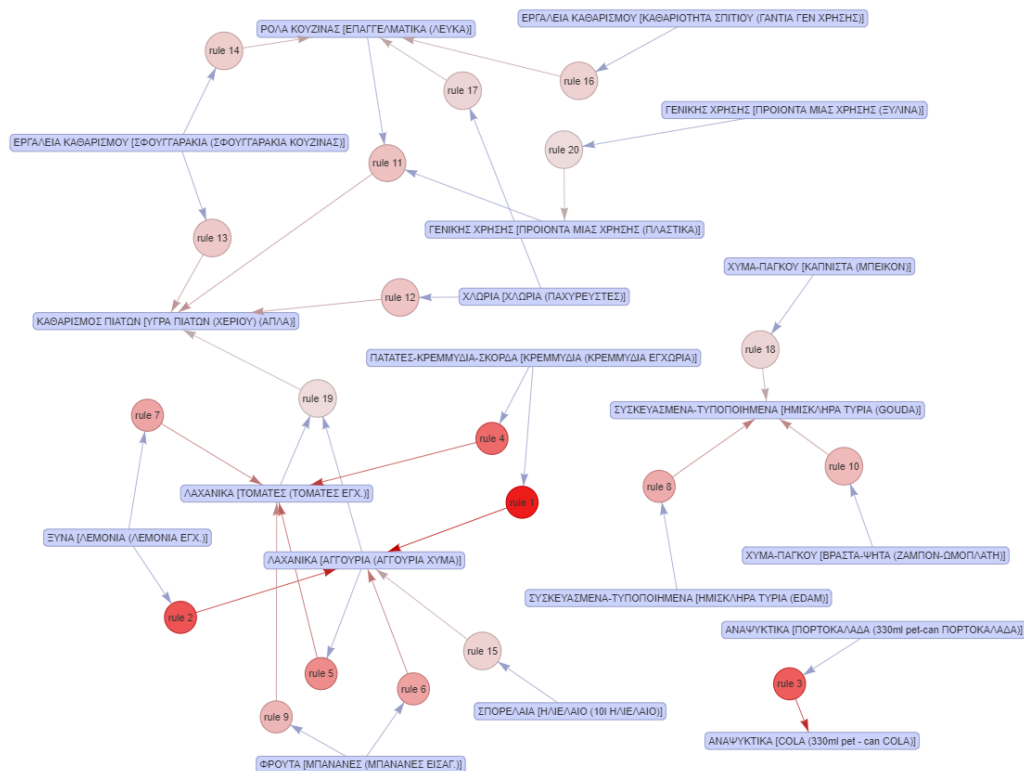 ΕΡΓΑΛΕΙΑ ΚΑΘΑΡΙΣΜΟΥ [ΚΑΘΑΡΙΟΤΗΤΑ ΣΠΙΤΙΟΥ (ΓΑΝΤΙΑ ΓΕΝ ΧΡΗΣΗΣ)]
ΡΟΛΑ ΚΟΥΖΙΝΑΣ [ΕΠΑΓΓΕΛΜΑΤΙΚΑ (ΛΕΥΚΑ)]
rule 14
rule 16
rule 17
ΓΕΝΙΚΗΣ ΧΡΗΣΗΣ [ΠΡΟΙΟΝΤΑ ΜΙΑΣ ΧΡΗΣΗΣ (ΞΥΛΙΝΑ)]
ΕΡΓΑΛΕΙΑ ΚΑΘΑΡΙΣΜΟΥ [ΣΦΟΥΓΓΑΡΑΚΙΑ (ΣΦΟΥΓΓΑΡΑΚΙΑ ΚΟΥΖΙΝΑΣ)]
rule 20
rule 11
ΓΕΝΙΚΗΣ ΧΡΗΣΗΣ [ΠΡΟΙΟΝΤΑ ΜΙΑΣ ΧΡΗΣΗΣ (ΠΛΑΣΤΙΚΑ)]
rule 13
ΧΥΜΑ-ΠΑΓΚΟΥ [ΚΑΠΝΙΣΤΑ (ΜΠΕΙΚΟΝ)]
rule 12
ΧΛΩΡΙΑ [ΧΛΩΡΙΑ (ΠΑΧΥΡΕΥΣΤΕΣ)]
ΚΑΘΑΡΙΣΜΟΣ ΠΙΑΤΩΝ [ΥΓΡΑ ΠΙΑΤΩΝ (ΧΕΡΙΟΥ) (ΑΠΛΑ)]
rule 18
ΠΑΤΑΤΕΣ-ΚΡΕΜΜΥΔΙΑ-ΣΚΟΡΔΑ [ΚΡΕΜΜΥΔΙΑ (ΚΡΕΜΜΥΔΙΑ ΕΓΧΩΡΙΑ)]
rule 19
rule 7
ΣΥΣΚΕΥΑΣΜΕΝΑ-ΤΥΠΟΠΟΙΗΜΕΝΑ [ΗΜΙΣΚΛΗΡΑ ΤΥΡΙΑ (GOUDA)]
rule 4
rule 10
rule 8
ΛΑΧΑΝΙΚΑ [ΤΟΜΑΤΕΣ (ΤΟΜΑΤΕΣ ΕΓΧ.)]
rule 1
ΞΥΝΑ [ΛΕΜΟΝΙΑ (ΛΕΜΟΝΙΑ ΕΓΧ.)]
ΛΑΧΑΝΙΚΑ [ΑΓΓΟΥΡΙΑ (ΑΓΓΟΥΡΙΑ ΧΥΜΑ)]
ΧΥΜΑ-ΠΑΓΚΟΥ [ΒΡΑΣΤΑ-ΨΗΤΑ (ΖΑΜΠΟΝ-ΩΜΟΠΛΑΤΗ)]
ΣΥΣΚΕΥΑΣΜΕΝΑ-ΤΥΠΟΠΟΙΗΜΕΝΑ [ΗΜΙΣΚΛΗΡΑ ΤΥΡΙΑ (EDAM)]
rule 2
ΑΝΑΨΥΚΤΙΚΑ [ΠΟΡΤΟΚΑΛΑΔΑ (330ml pet-can ΠΟΡΤΟΚΑΛΑΔΑ)]
rule 15
rule 5
rule 3
rule 6
ΣΠΟΡΕΛΑΙΑ [ΗΛΙΕΛΑΙΟ (10l ΗΛΙΕΛΑΙΟ)]
rule 9
ΑΝΑΨΥΚΤΙΚΑ [COLA (330ml pet - can COLA)]
ΦΡΟΥΤΑ [ΜΠΑΝΑΝΕΣ (ΜΠΑΝΑΝΕΣ ΕΙΣΑΓ.)]